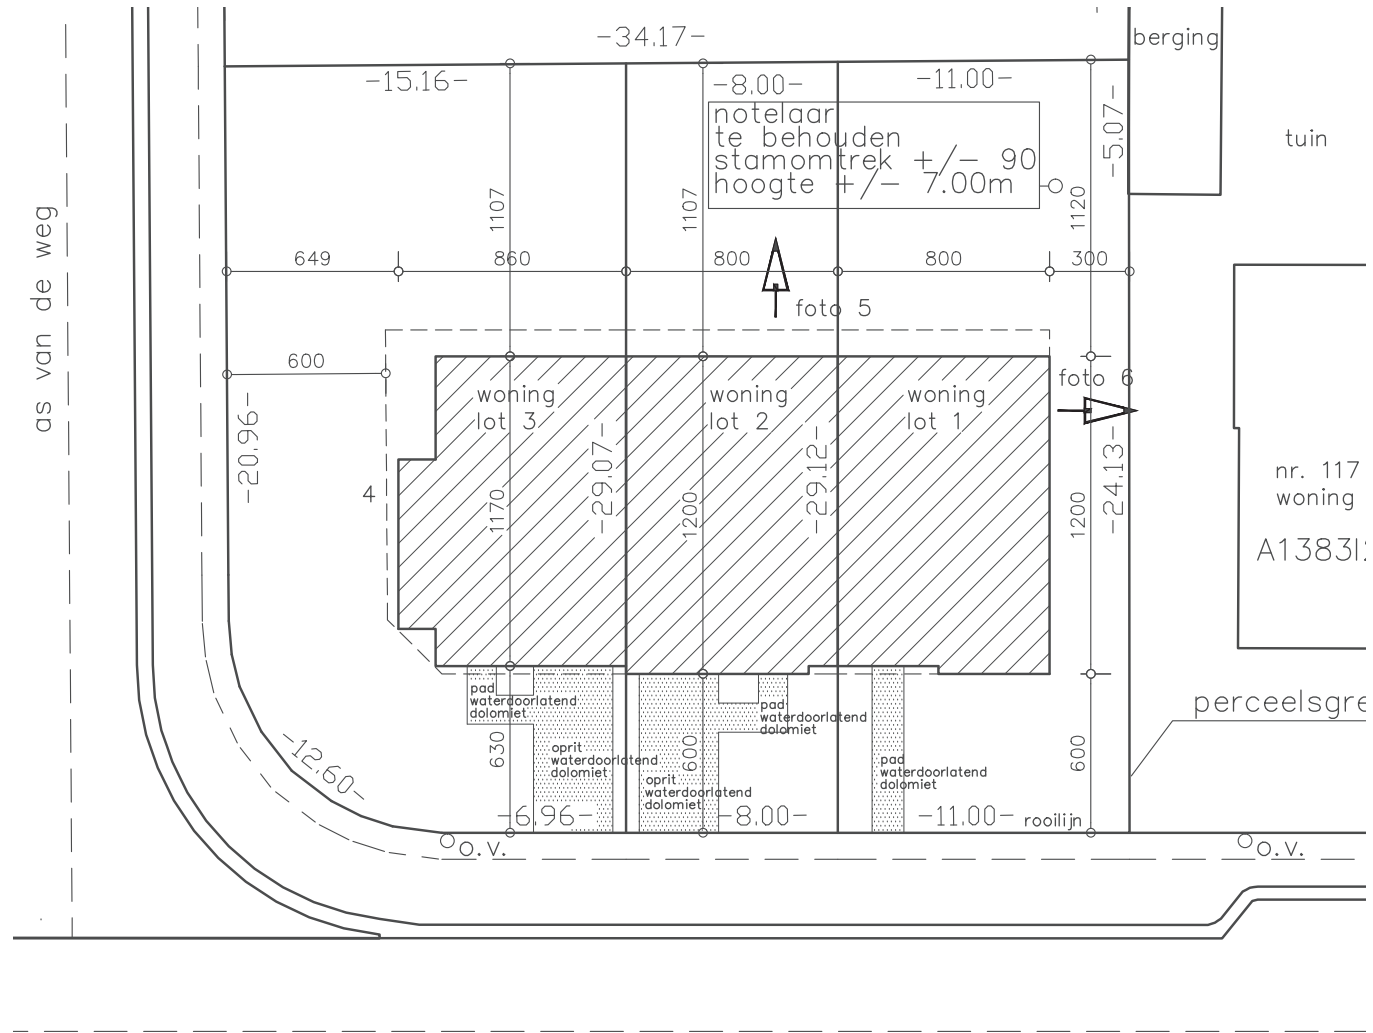 -34.17-
berging
-15.16-
-8.00-
-11.00-
-5.07-
notelaar
te behouden
stamomtrek +/- 90
hoogte +/- 7.00m
tuin
1107
1107
1120
as van de weg
649
860
800
800
300
foto 5
600
foto 6
woning
lot 3
woning
lot 2
woning
lot 1
-20.96-
-29.07-
-29.12-
-24.13-
4
1170
1200
1200
nr. 117
woning
perceelsgre
pad
waterdoorlatend
dolomiet
pad
waterdoorlatend
dolomiet
oprit
waterdoorlatend
dolomiet
oprit
waterdoorlatend
dolomiet
pad
waterdoorlatend
dolomiet
630
600
600
-12.60-
-6.96-
-8.00-
-11.00-
rooilijn
o.v.
o.v.